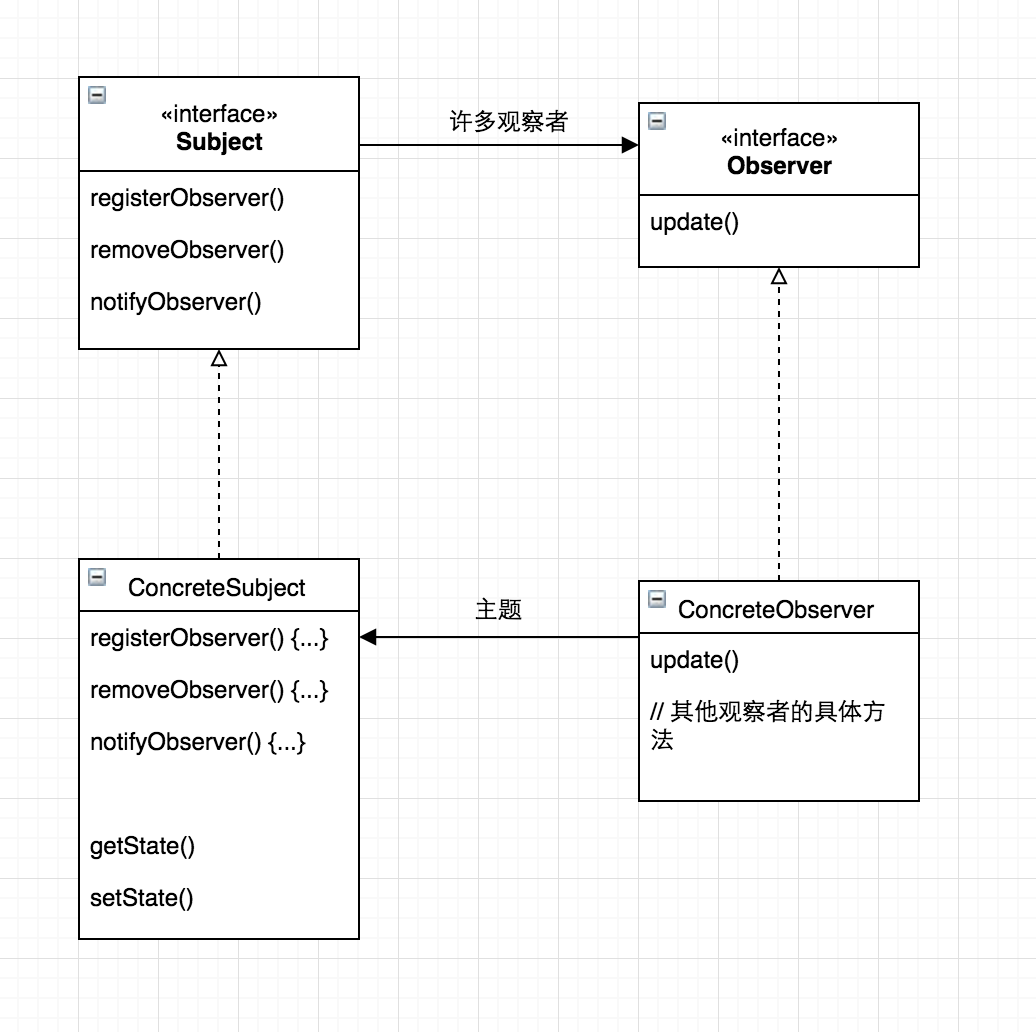 «interface»
Subject
registerObserver()
removeObserver()
notifyObserver()
许多观察者
«interface»
Observer
update()
ConcreteSubject
registerObserver() {...}
removeObserver() {...}
notifyObserver() {...}
getState()
setState()
主题
ConcreteObserver
update()
// 其他观察者的具体方
法